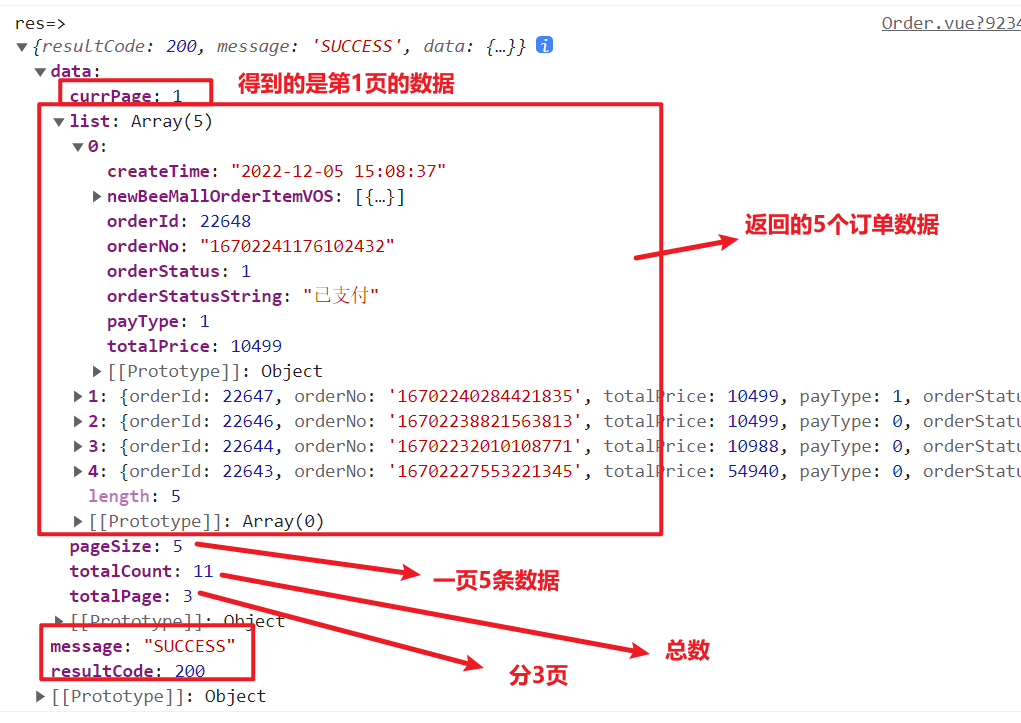 res=> Order.vue?9234
▼{resultCode: 200, message: 'SUCCESS', data: {…}} i
▼data:
currPage: 1 得到的是第1页的数据
▼list: Array(5)
▼0:
createTime: "2022-12-05 15:08:37"
▶newBeeMallOrderItemVOS: [{…}]
orderId: 22648 返回的5个订单数据
orderNo: "16702241176102432"
orderStatus: 1
orderStatusString: "已支付"
payType: 1
totalPrice: 10499
▶[[Prototype]]: Object
▶1: {orderId: 22647, orderNo: '16702240284421835', totalPrice: 10499, payType: 1, orderStatu
▶2: {orderId: 22646, orderNo: '16702238821563813', totalPrice: 10499, payType: 0, orderStatu
▶3: {orderId: 22644, orderNo: '16702232010108771', totalPrice: 10988, payType: 0, orderStatu
▶4: {orderId: 22643, orderNo: '16702227553221345', totalPrice: 54940, payType: 0, orderStatu
length: 5
▶[[Prototype]]: Array(0)
pageSize: 5
totalCount: 11 一页5条数据
totalPage: 3
▶[[Prototype]]: Object
message: "SUCCESS" 总数
resultCode: 200 分3页
▶[[Prototype]]: Object